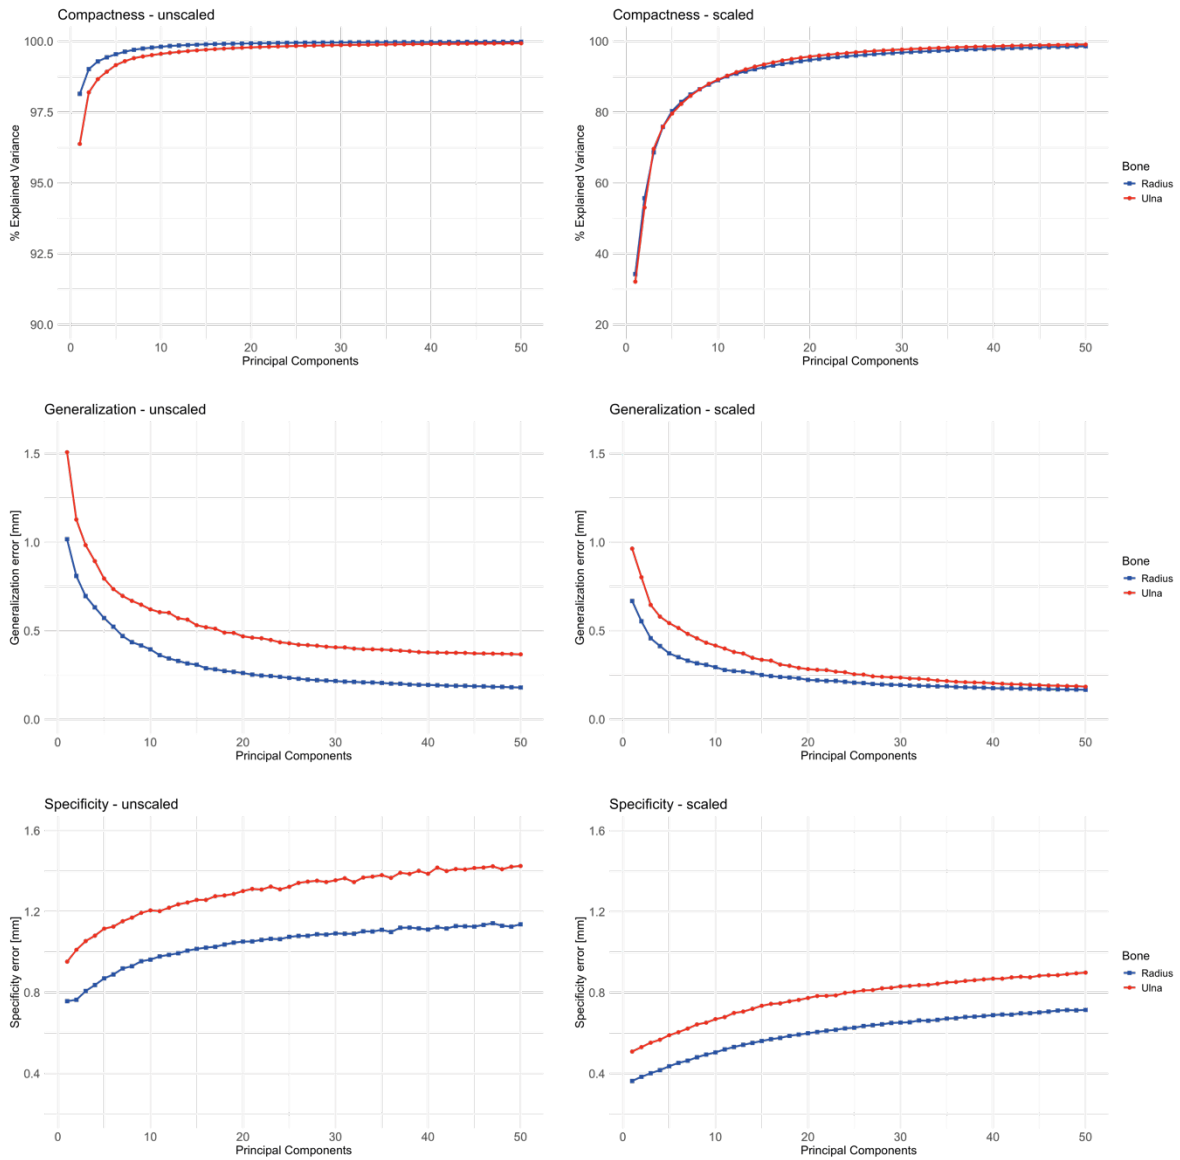 Compactness - unscaled
% Explained Variance
100.0
97.5
95.0
92.5
90.0
0 10 20 30 40 50
Principal Components
Compactness - scaled
% Explained Variance
100
80
60
40
20
0 10 20 30 40 50
Principal Components
Bone
Radius
Ulna
Generalization - unscaled
Generalization error [mm]
1.5
1.0
0.5
0.0
0 10 20 30 40 50
Principal Components
Generalization - scaled
Generalization error [mm]
1.5
1.0
0.5
0.0
0 10 20 30 40 50
Principal Components
Bone
Radius
Ulna
Specificity - unscaled
Specificity error [mm]
1.6
1.2
0.8
0.4
0 10 20 30 40 50
Principal Components
Specificity - scaled
Specificity error [mm]
1.6
1.2
0.8
0.4
0 10 20 30 40 50
Principal Components
Bone
Radius
Ulna